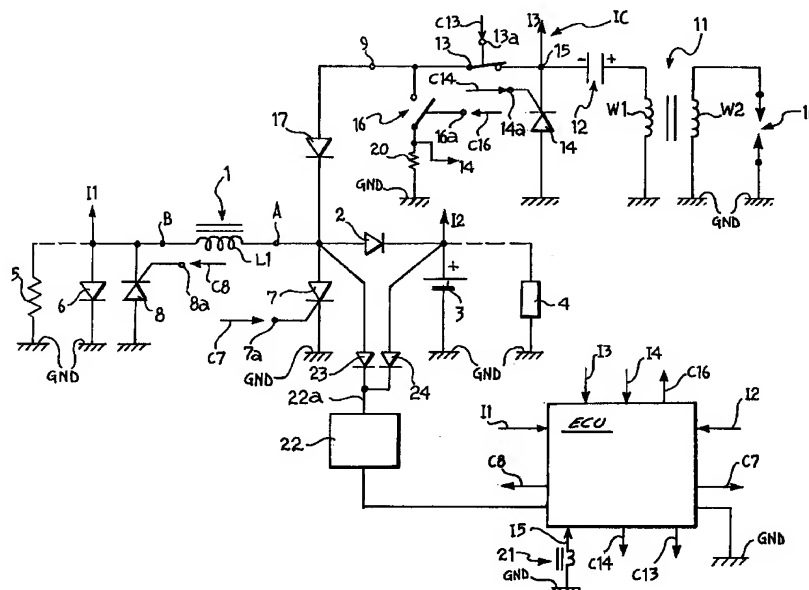 C13
I3
IC
9
13
13a
15
11
C14
- +
16
14a
12
W1
W2
10
17
16a
C16
14
20
14
GND
GND
I1
1
B
A
2
I2
L1
5
6
8
C8
8a
7
+
3
4
C7
7a
GND
GND
GND
23
24
22a
22
I3
I4
C16
I1
ECU
I2
C8
C7
I5
21
C14
C13
GND
GND